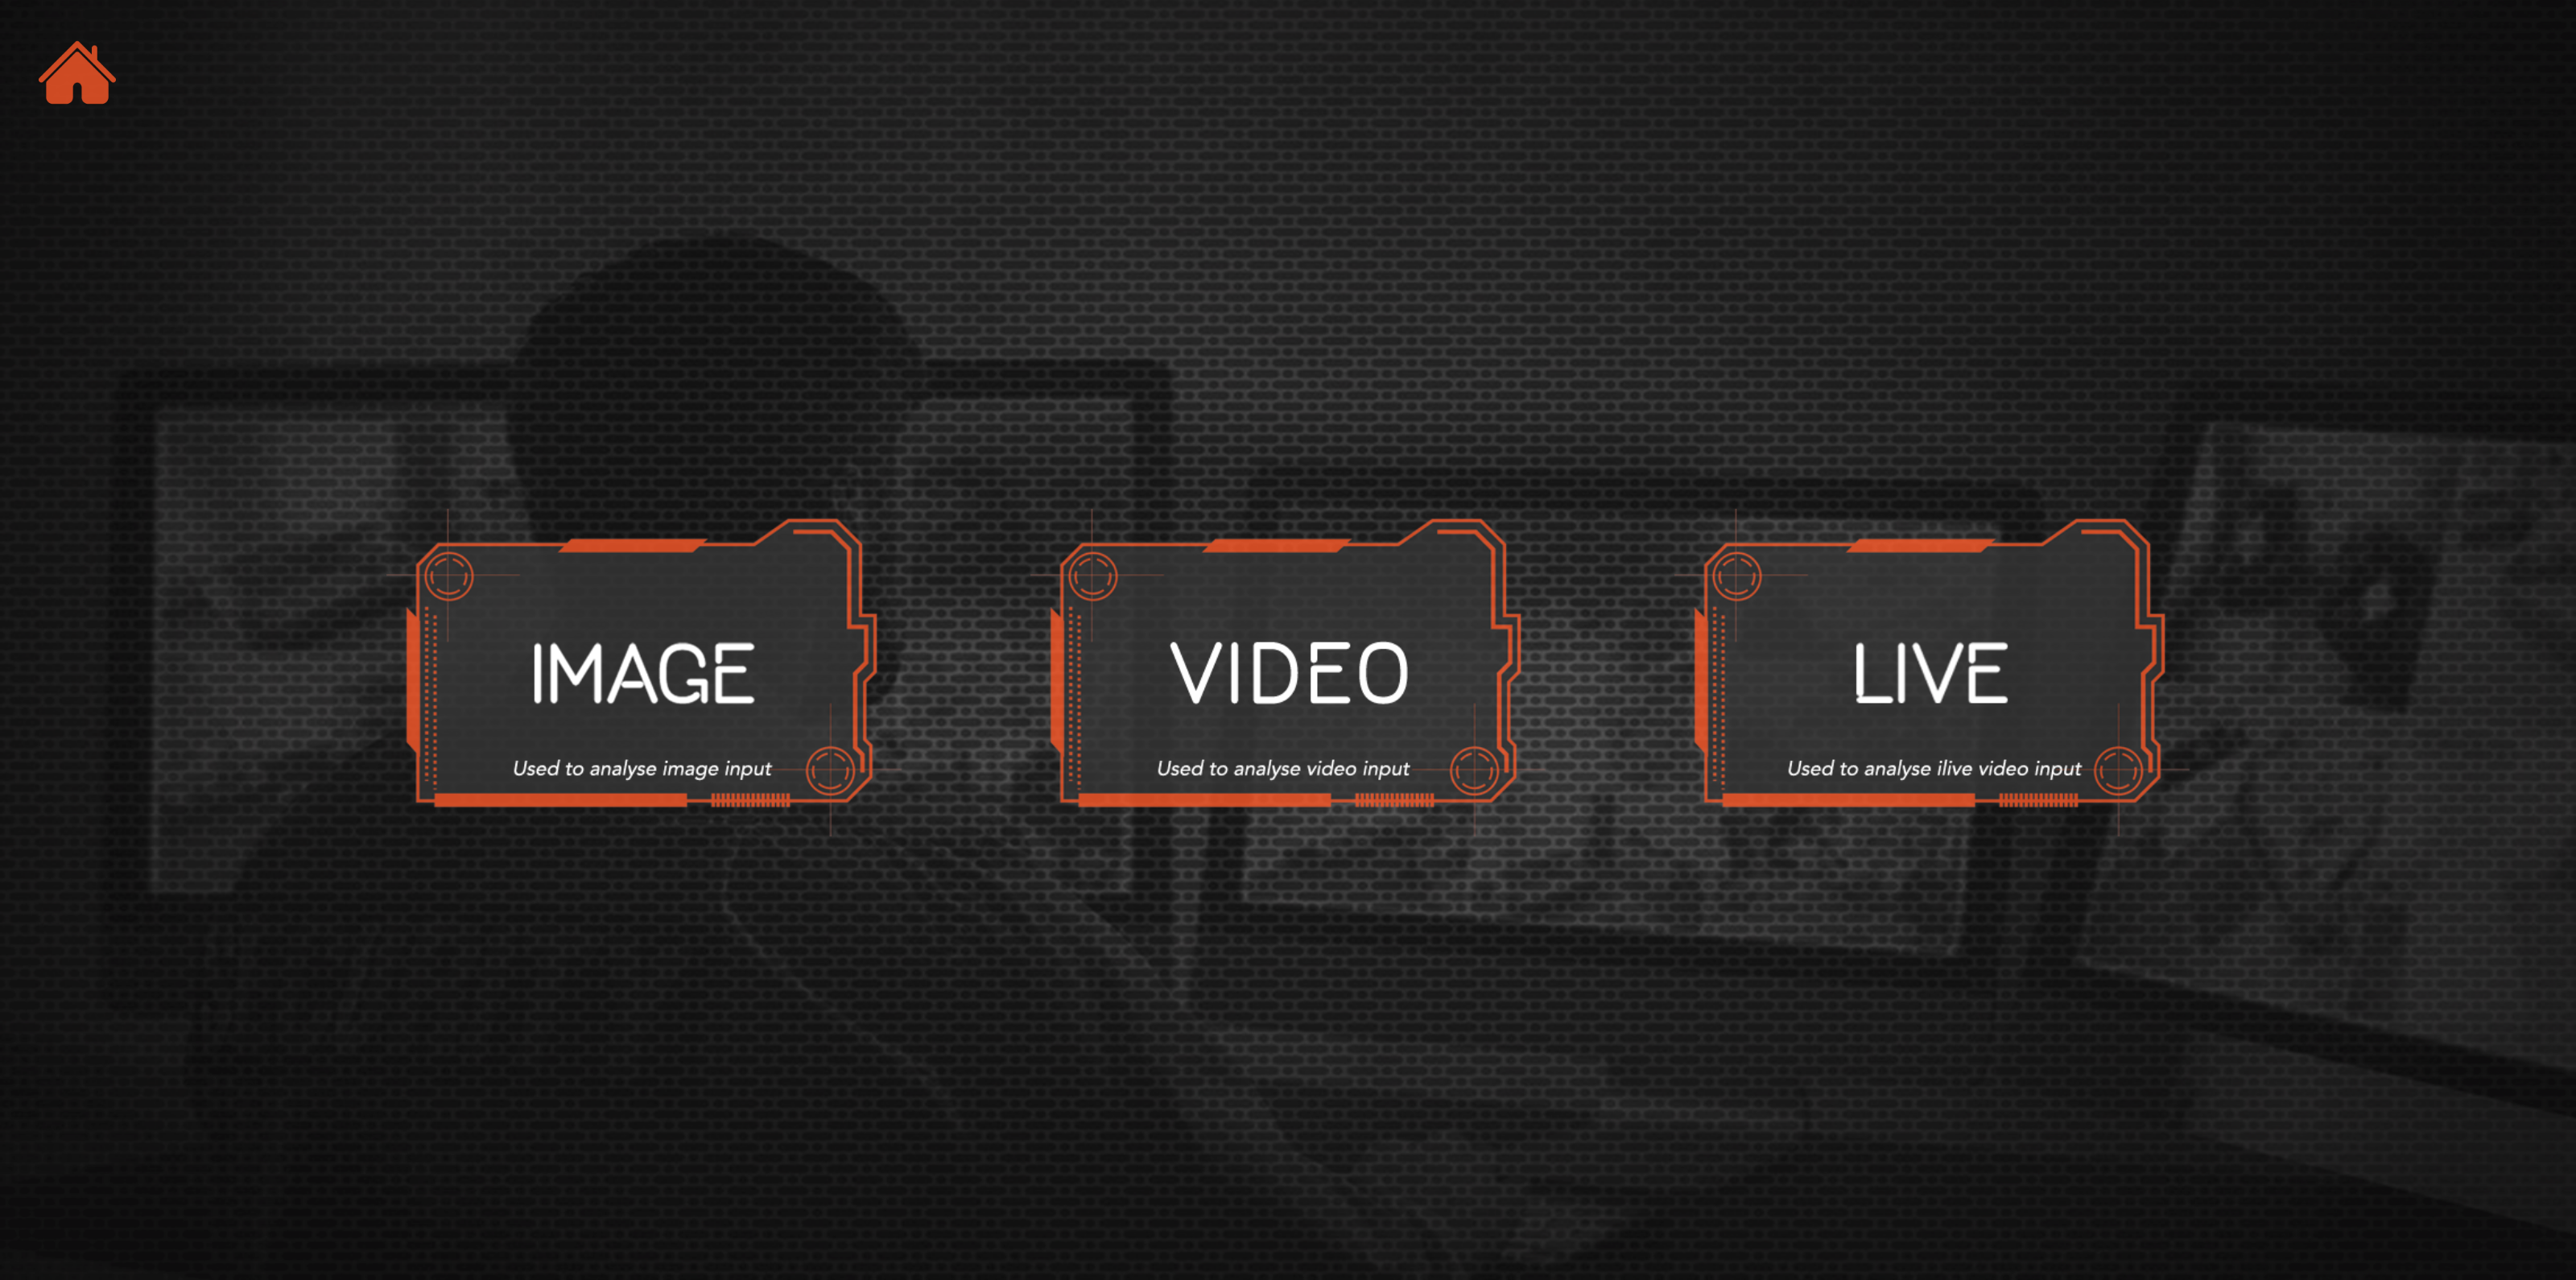 IMAGE
Used to analyse image input
VIDEO
Used to analyse video input
LIVE
Used to analyse ilive video input